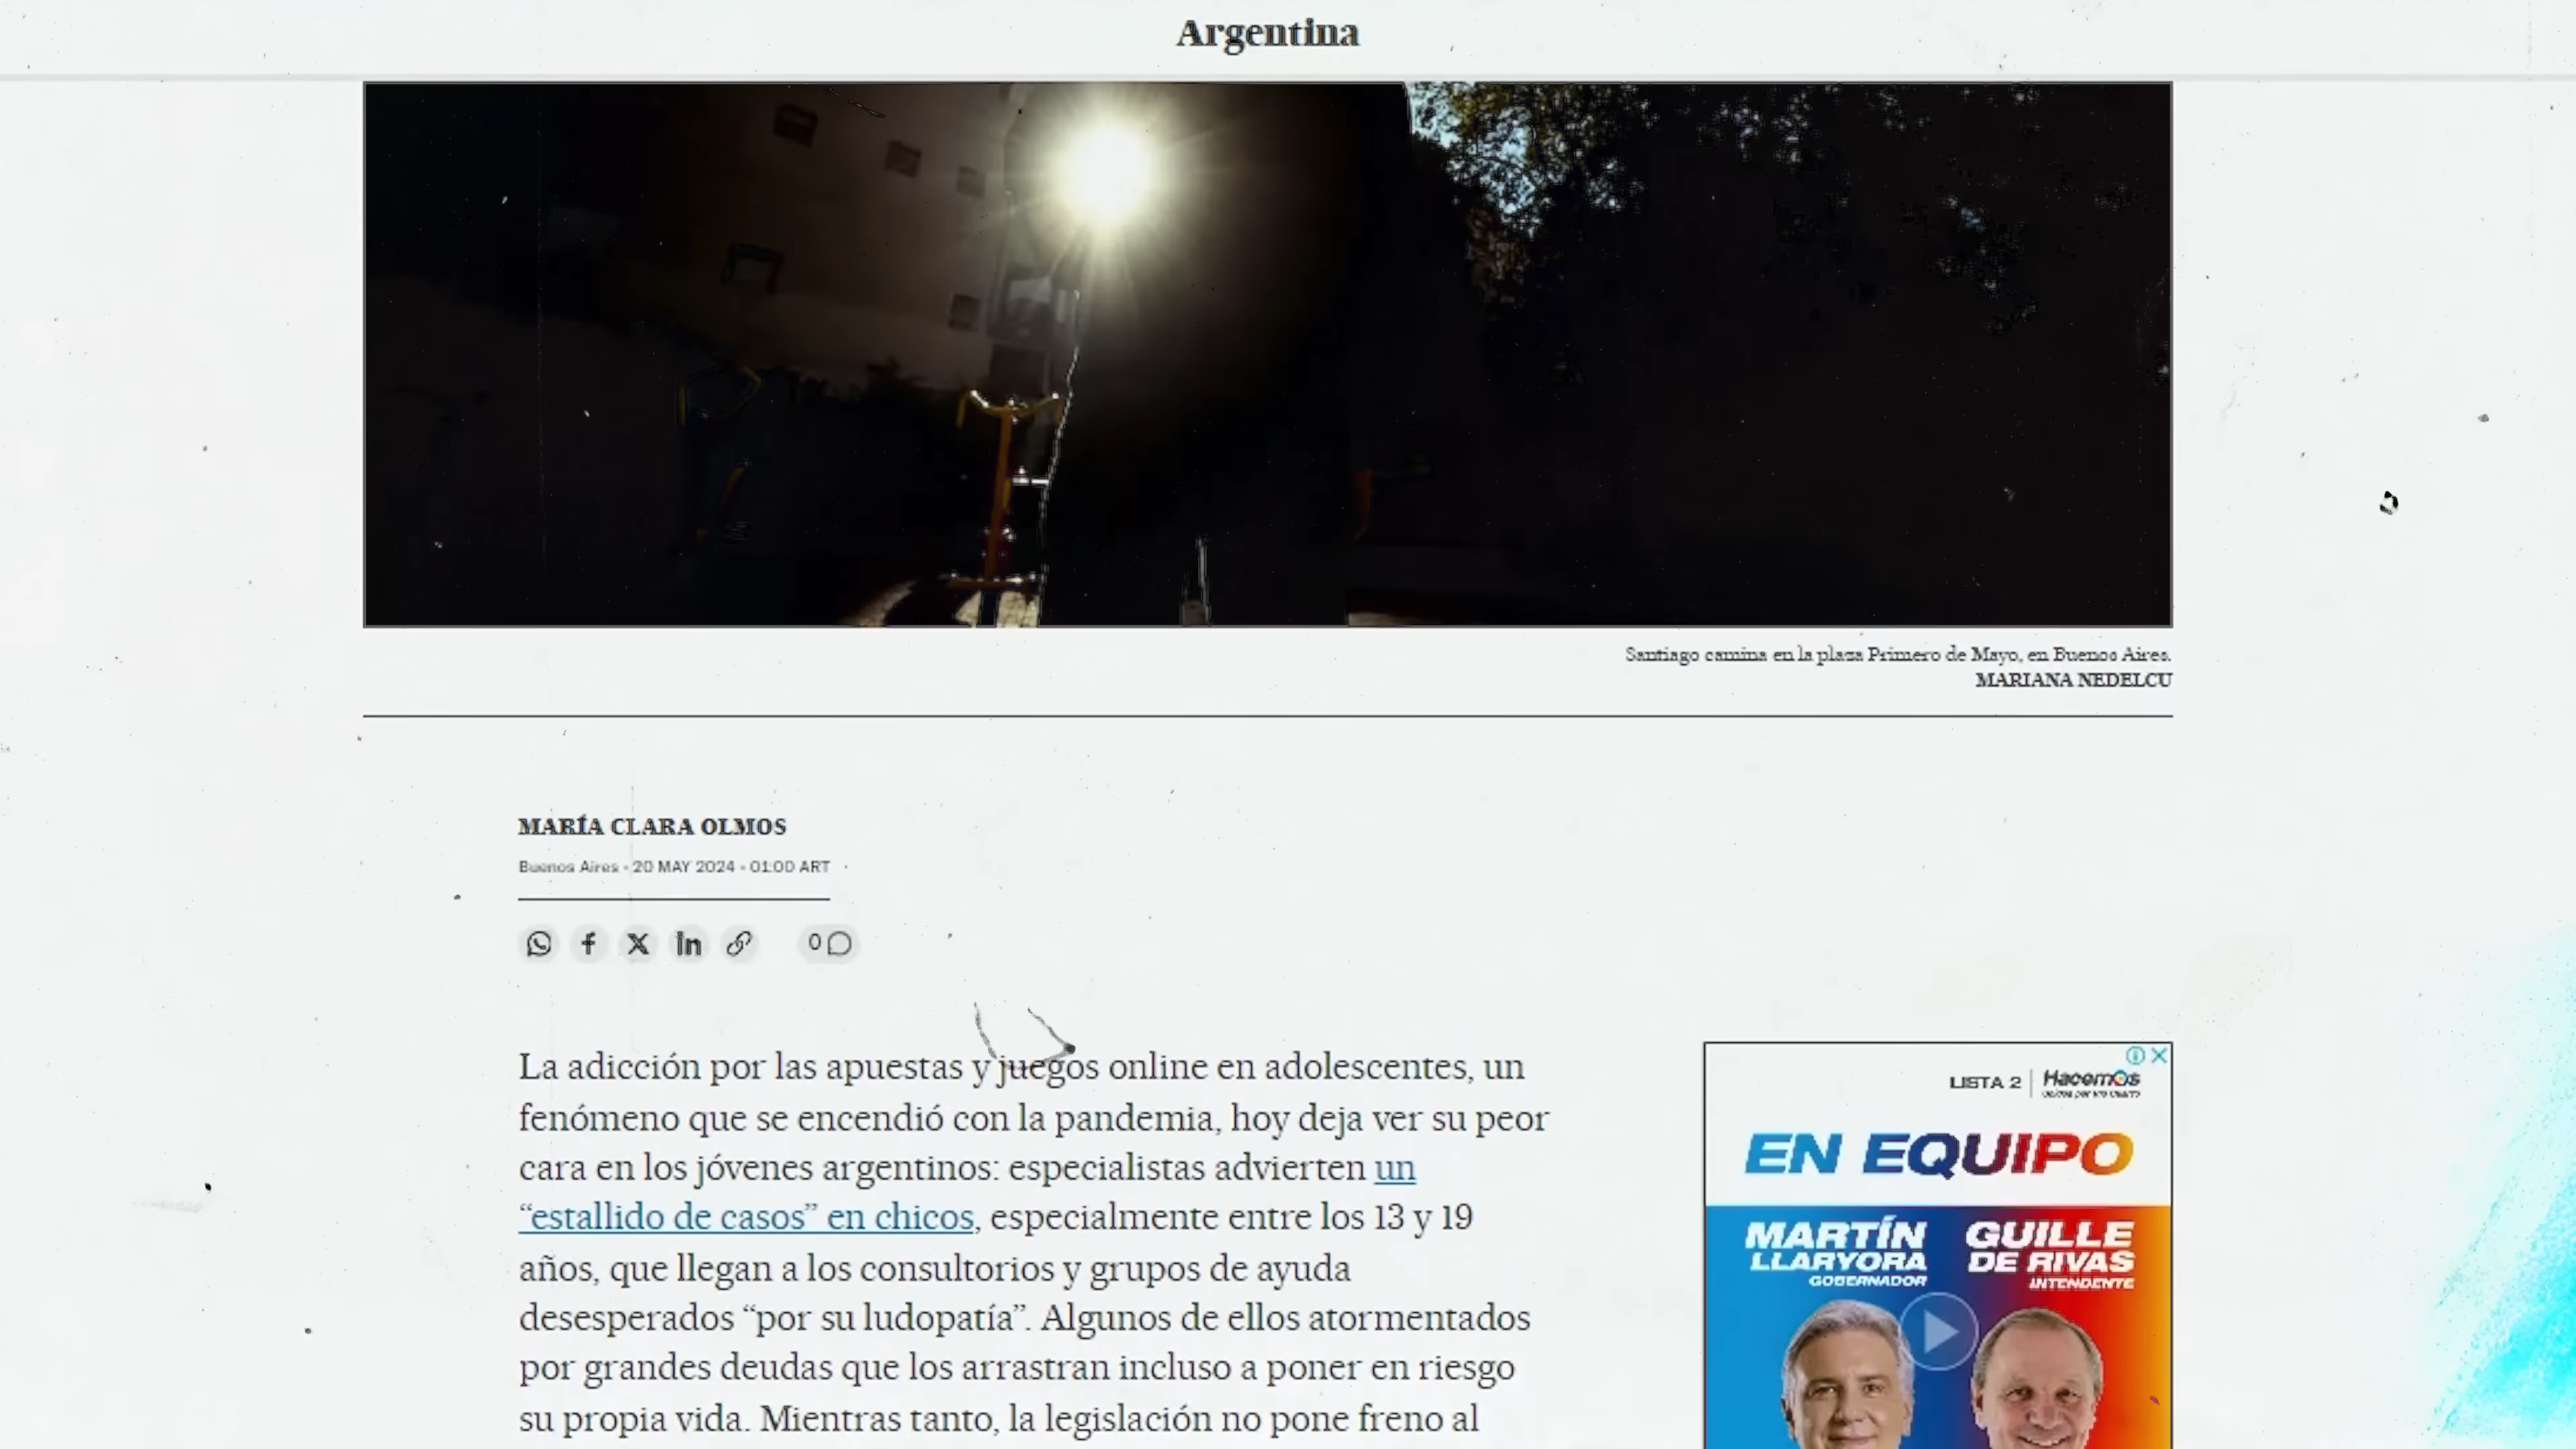 Argentina
Santiago camina en la plaza Primero de Mayo, en Buenos Aires.
MARIANA NEDELCU
MARÍA CLARA OLMOS
Buenos Aires - 20 MAY 2024 - 01:00 ART
0
La adicción por las apuestas y juegos online en adolescentes, un
fenómeno que se encendió con la pandemia, hoy deja ver su peor
cara en los jóvenes argentinos: especialistas advierten un
“estallido de casos” en chicos, especialmente entre los 13 y 19
años, que llegan a los consultorios y grupos de ayuda
desesperados “por su ludopatía”. Algunos de ellos atormentados
por grandes deudas que los arrastran incluso a poner en riesgo
su propia vida. Mientras tanto, la legislación no pone freno al
LISTA 2
Hacemos
EN EQUIPO
MARTÍN
LLARYORA
GOBERNADOR
GUILLE
DE RIVAS
INTENDENTE